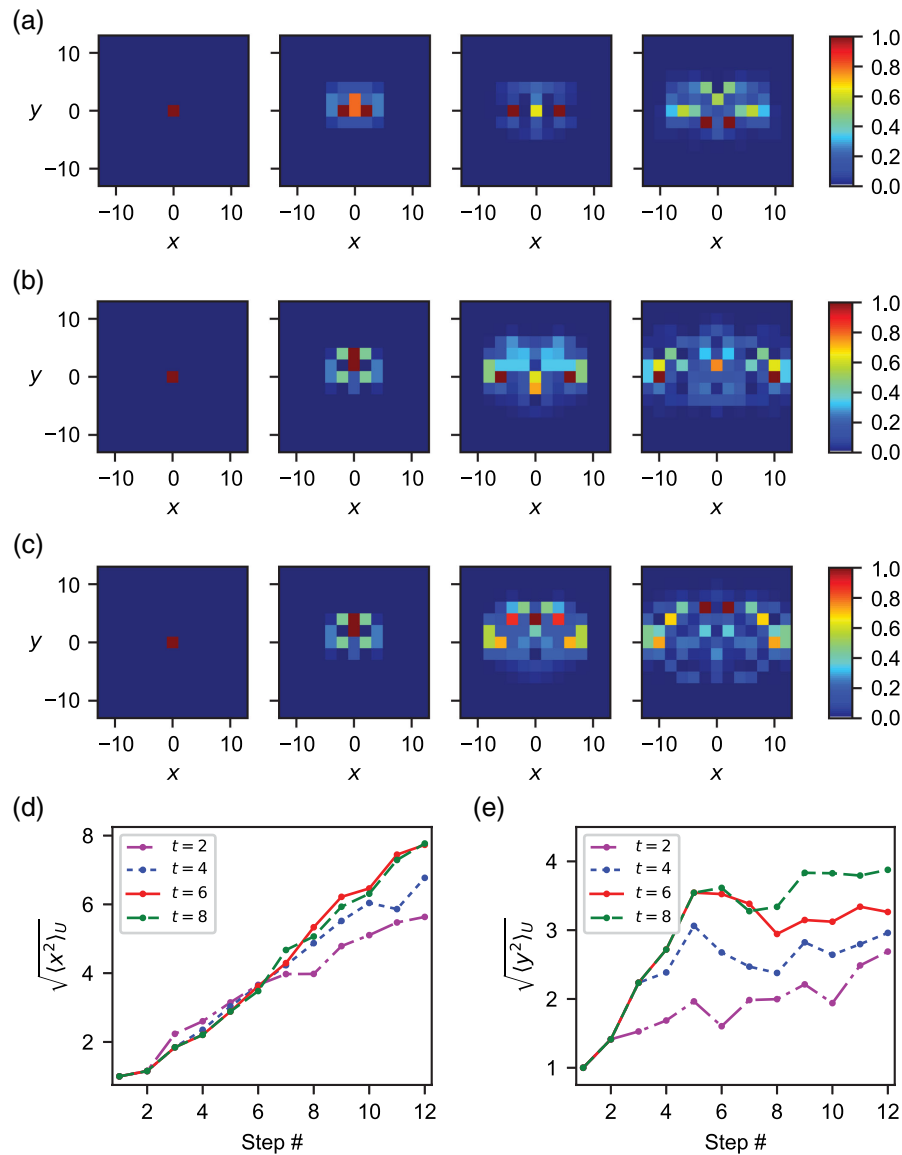 (a)
10
0
−10
y
−10 0 10
x
−10 0 10
x
−10 0 10
x
−10 0 10
x
1.0
0.8
0.6
0.4
0.2
0.0
(b)
10
0
−10
y
−10 0 10
x
−10 0 10
x
−10 0 10
x
−10 0 10
x
1.0
0.8
0.6
0.4
0.2
0.0
(c)
10
0
−10
y
−10 0 10
x
−10 0 10
x
−10 0 10
x
−10 0 10
x
1.0
0.8
0.6
0.4
0.2
0.0
(d)
8
6
4
2
√⟨x²⟩_U
t = 2
t = 4
t = 6
t = 8
2 4 6 8 10 12
Step #
(e)
4
3
2
1
√⟨y²⟩_U
t = 2
t = 4
t = 6
t = 8
2 4 6 8 10 12
Step #